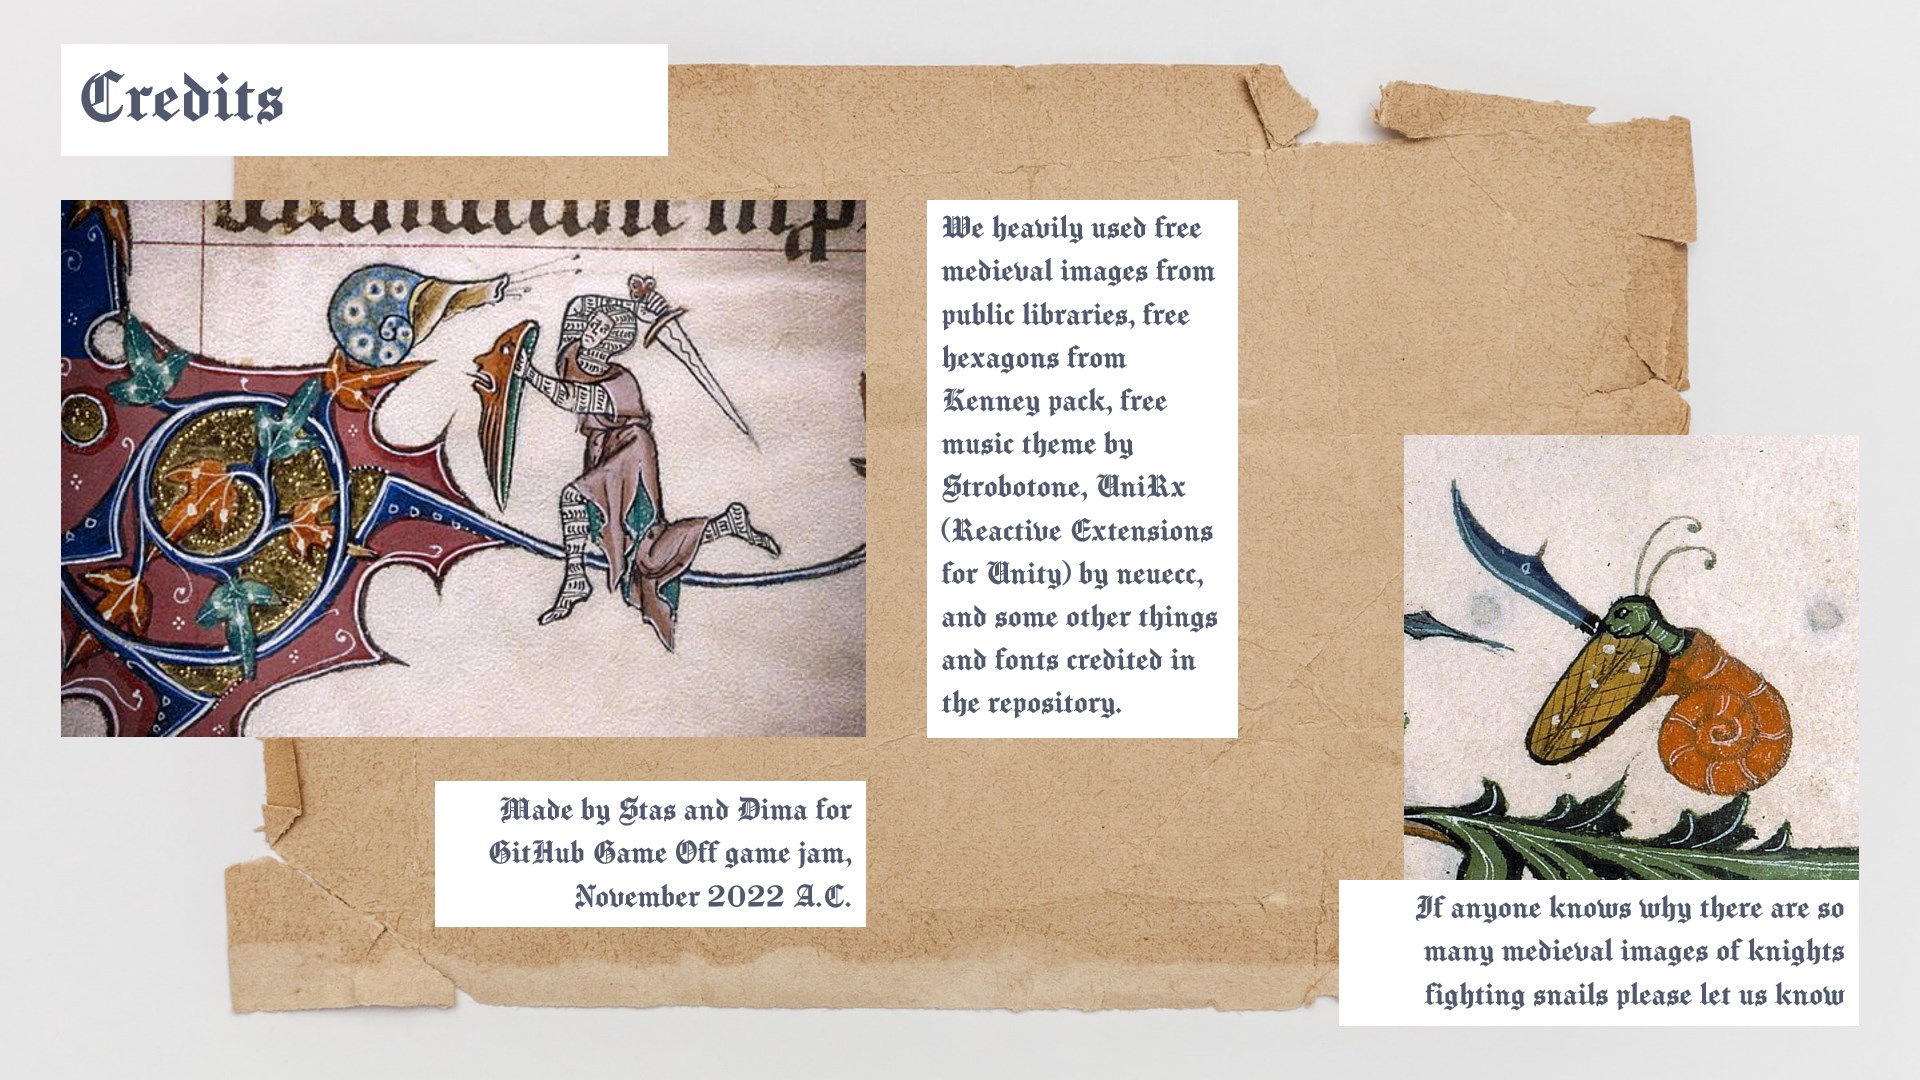 Credits
We heavily used free
medieval images from
public libraries, free
hexagons from
Kenney pack, free
music theme by
Strobotone, UniRx
(Reactive Extensions
for Unity) by neuecc,
and some other things
and fonts credited in
the repository.
Made by Stas and Dima for
GitHub Game Off game jam,
November 2022 A.C.
If anyone knows why there are so
many medieval images of knights
fighting snails please let us know